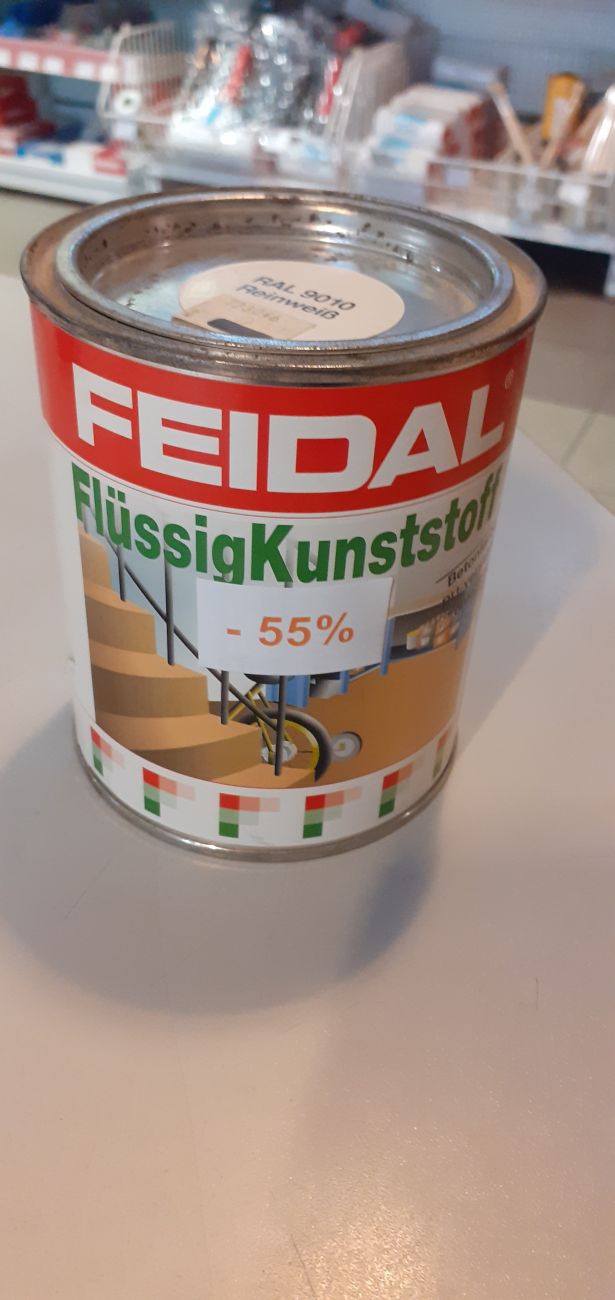 RAL 9010
Reinweiß
FEIDAL®
FlüssigKunststoff
- 55%